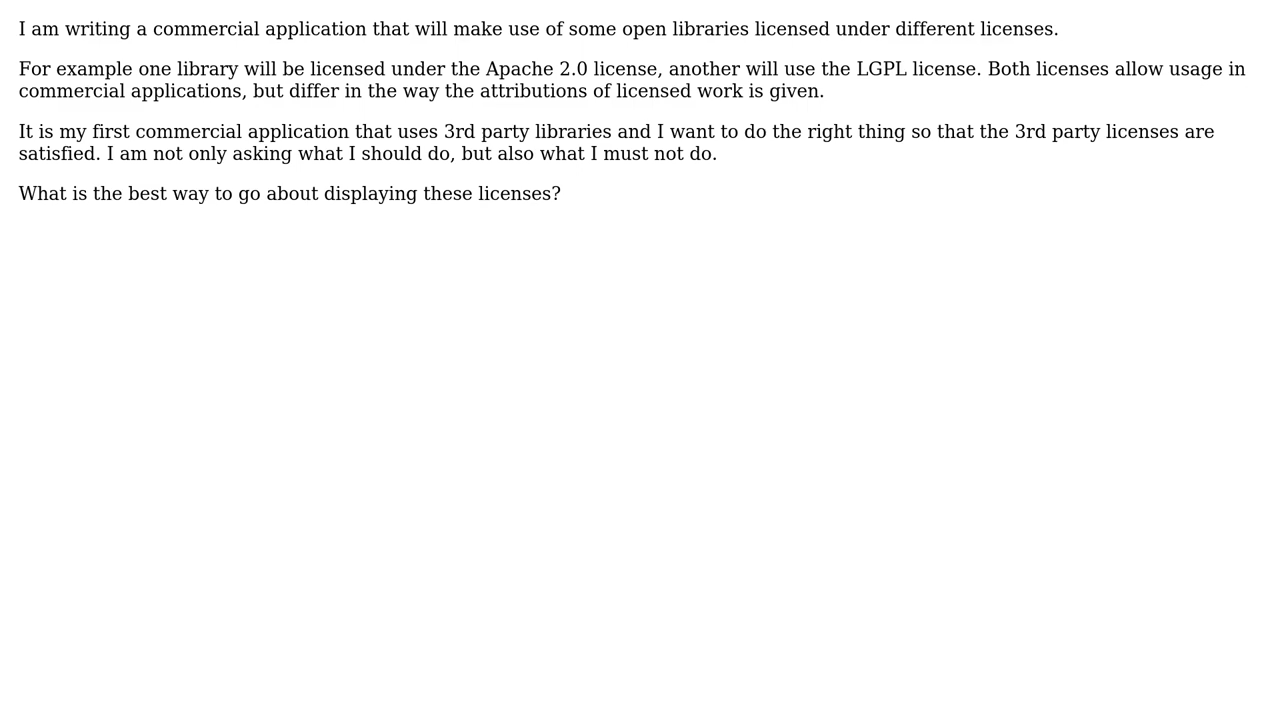 I am writing a commercial application that will make use of some open libraries licensed under different licenses.
For example one library will be licensed under the Apache 2.0 license, another will use the LGPL license. Both licenses allow usage in
commercial applications, but differ in the way the attributions of licensed work is given.
It is my first commercial application that uses 3rd party libraries and I want to do the right thing so that the 3rd party licenses are
satisfied. I am not only asking what I should do, but also what I must not do.
What is the best way to go about displaying these licenses?